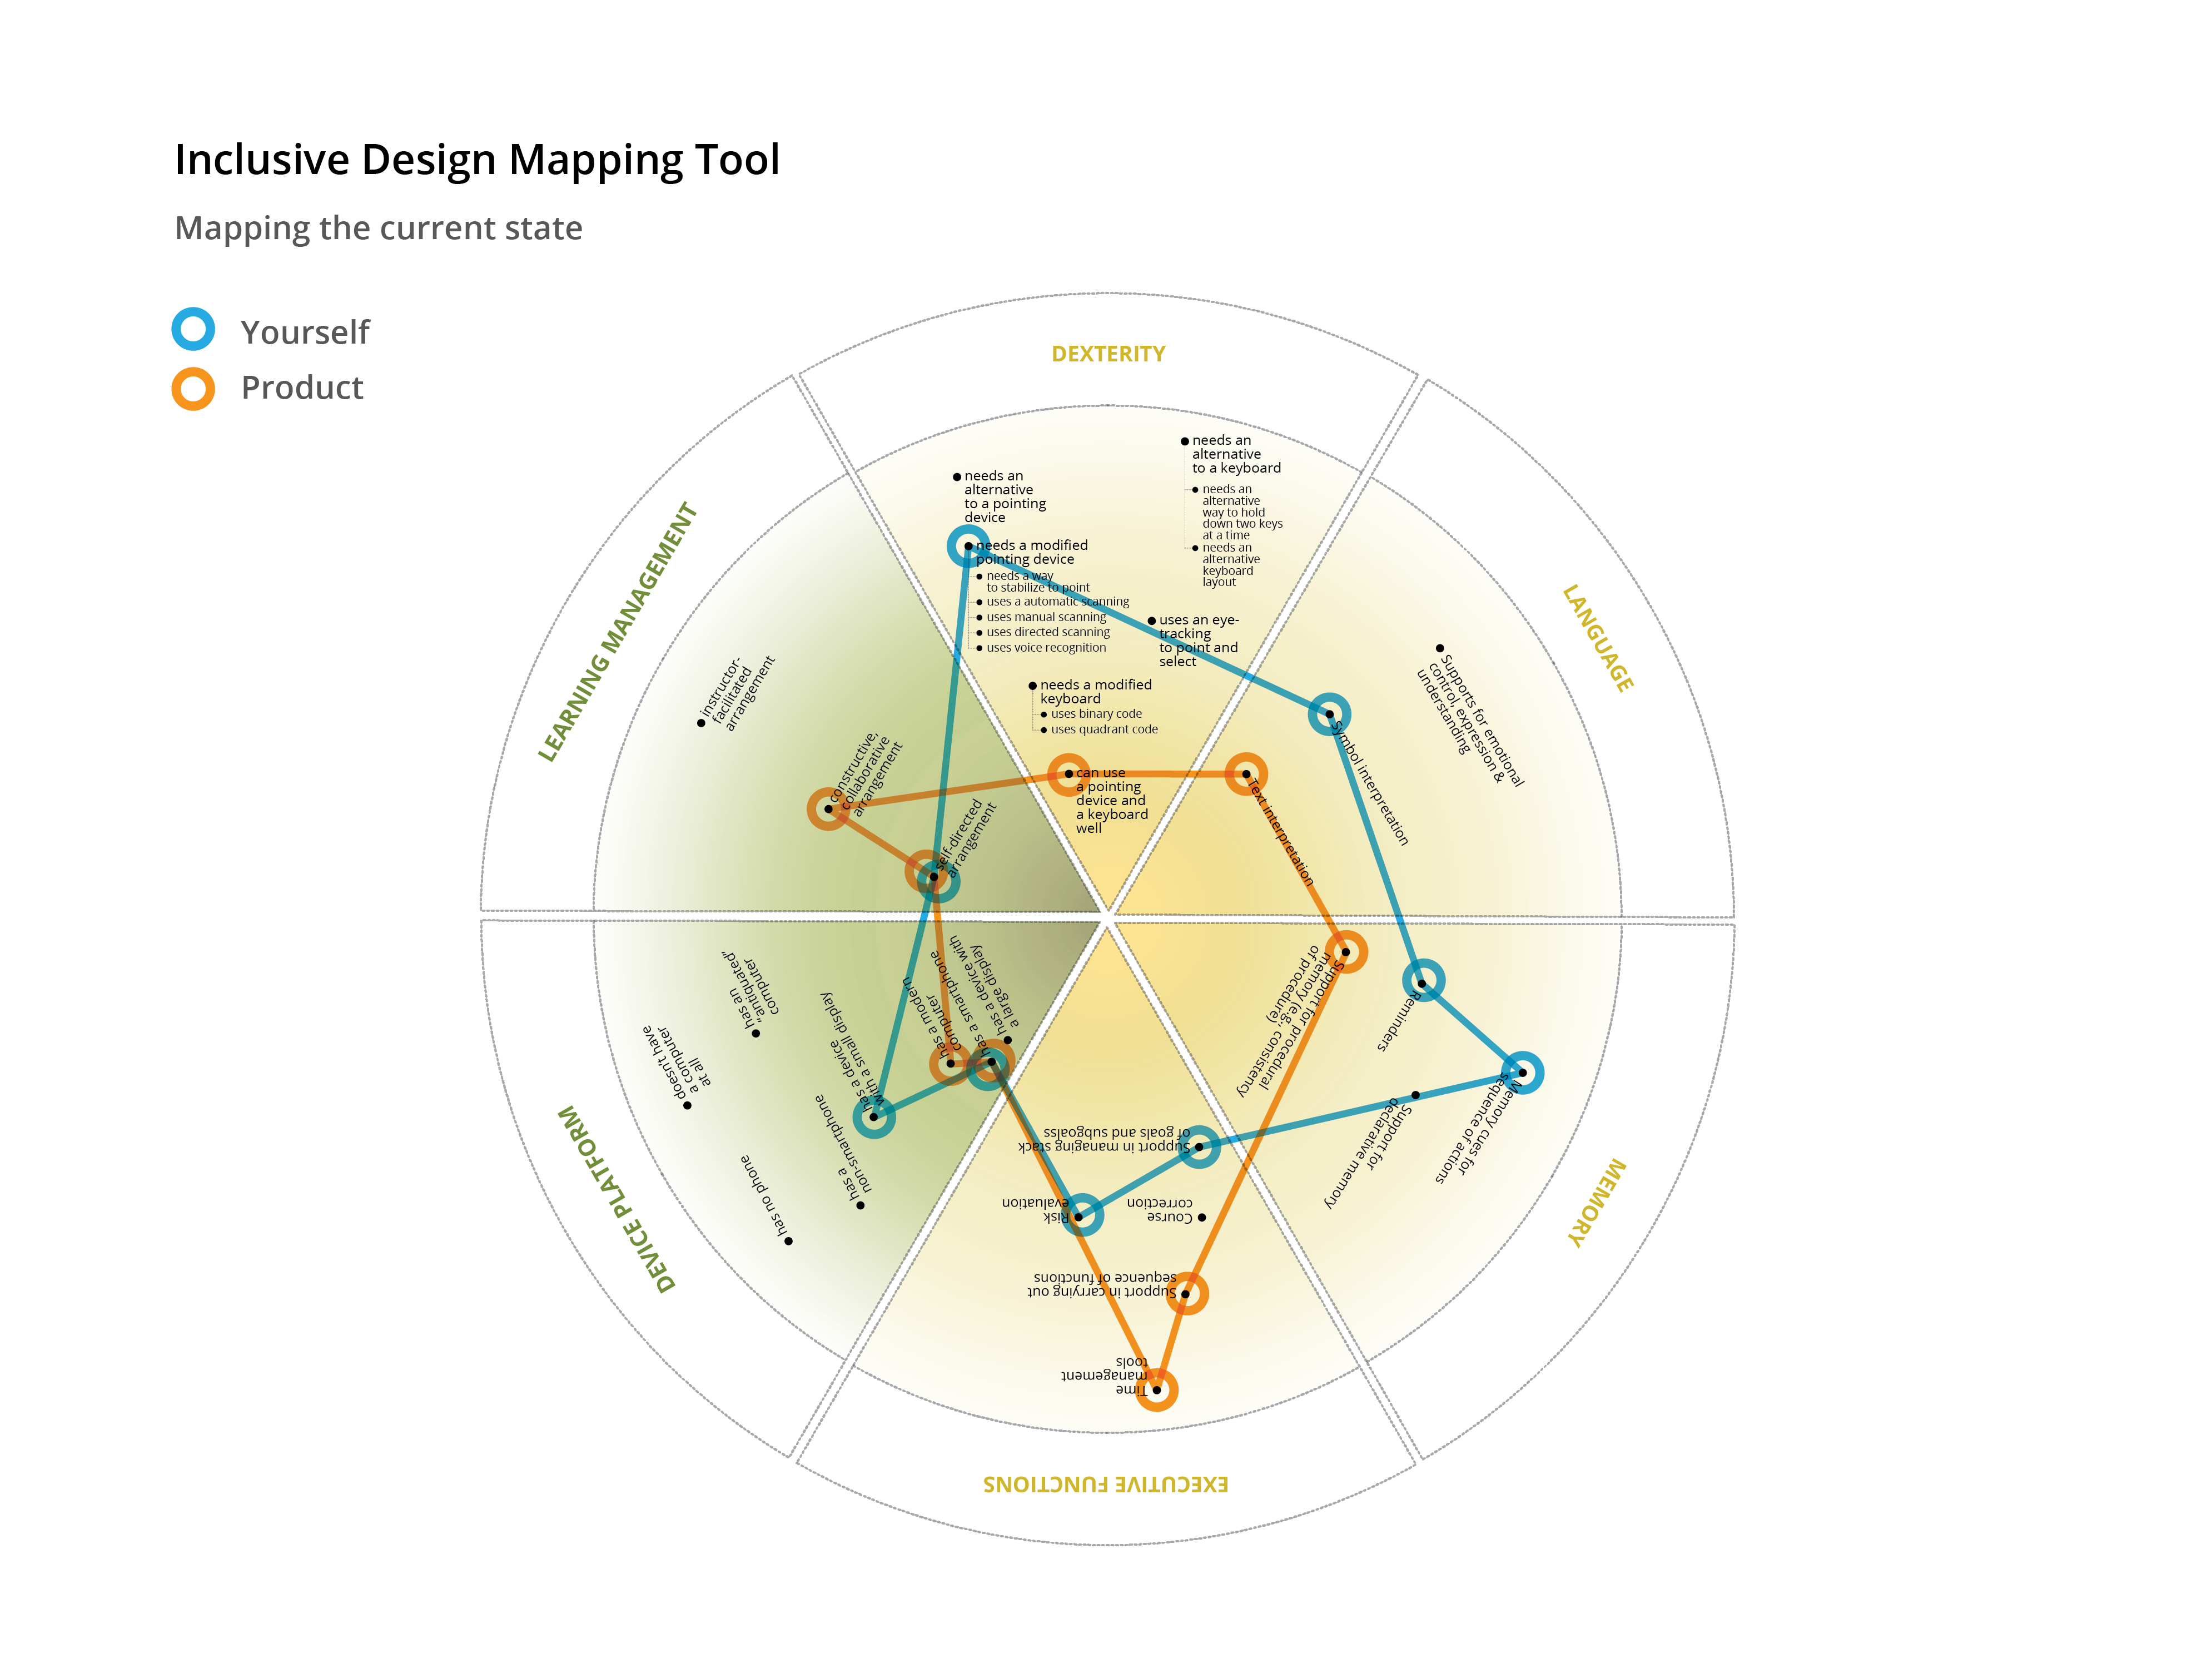 Inclusive Design Mapping Tool
Mapping the current state
Yourself
Product
DEXTERITY
needs an
alternative
to a pointing
device
needs a modified
pointing device
needs a way
to stabilize to point
uses a automatic scanning
uses manual scanning
uses directed scanning
uses voice recognition
needs an
alternative
to a keyboard
needs an
alternative
way to hold
down two keys
at a time
needs an
alternative
keyboard
layout
uses an eye-
tracking
to point and
select
needs a modified
keyboard
uses binary code
uses quadrant code
can use
a pointing
device and
a keyboard
well
LANGUAGE
Supports for emotional
control, expression &
understanding
Symbol interpretation
Text interpretation
MEMORY
Support for procedural
memory (e.g., consistency
of procedure)
Reminders
Memory cues for
sequence of actions
Support for
declarative memory
EXECUTIVE FUNCTIONS
Support in managing stack
of goals and subgoalss
Risk
evaluation
Course
correction
Support in carrying out
sequence of functions
Time
management
tools
DEVICE PLATFORM
has a device with
a large display
has a smartphone
has a modern
computer
has a device
with a small display
has a
non-smartphone
has no phone
has an
"antiquated"
computer
doesn't have
a computer
at all
LEARNING MANAGEMENT
instructor-
facilitated
arrangement
constructive,
collaborative
arrangement
self-directed
arrangement